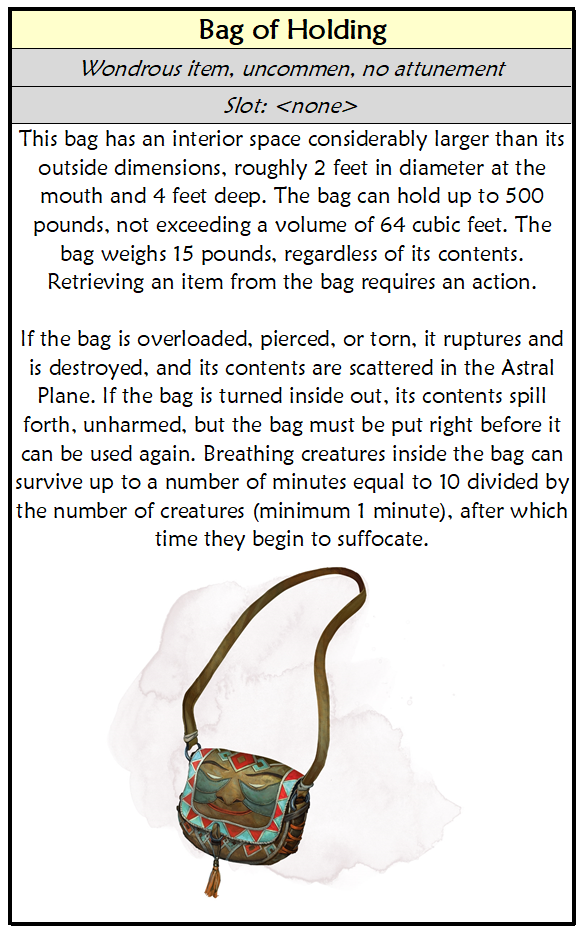 Bag of Holding
Wondrous item, uncommen, no attunement
Slot: <none>
This bag has an interior space considerably larger than its
outside dimensions, roughly 2 feet in diameter at the
mouth and 4 feet deep. The bag can hold up to 500
pounds, not exceeding a volume of 64 cubic feet. The
bag weighs 15 pounds, regardless of its contents.
Retrieving an item from the bag requires an action.
If the bag is overloaded, pierced, or torn, it ruptures and
is destroyed, and its contents are scattered in the Astral
Plane. If the bag is turned inside out, its contents spill
forth, unharmed, but the bag must be put right before it
can be used again. Breathing creatures inside the bag can
survive up to a number of minutes equal to 10 divided by
the number of creatures (minimum 1 minute), after which
time they begin to suffocate.